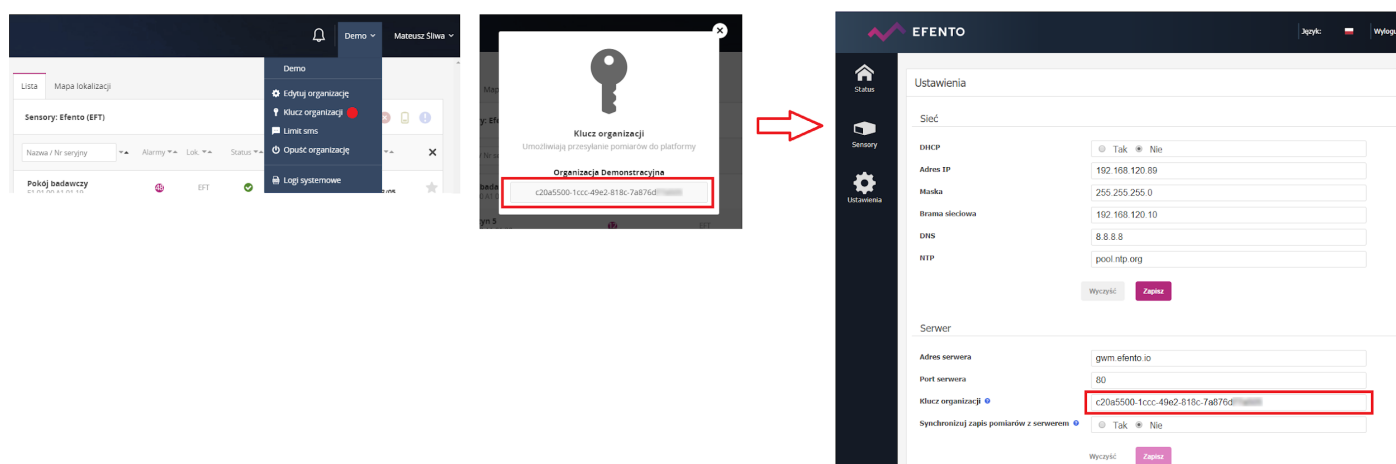 Demo
Mateusz Śliwa
Lista
Mapa lokalizacji
Sensory: Efento (EFT)
Nazwa / Nr seryjny
Alarmy
Lok.
Status
Pokój badawczy
46
EFT
Demo
Edytuj organizację
Klucz organizacji
Limit sms
Opuść organizację
Logi systemowe
Klucz organizacji
Umożliwiają przesyłanie pomiarów do platformy
Organizacja Demonstracyjna
c20a5500-1ccc-49e2-818c-7a876d
EFENTO
Język:
Status
Sensory
Ustawienia
Ustawienia
Sieć
DHCP
Tak Nie
Adres IP
192.168.120.89
Maska
255.255.255.0
Brama sieciowa
192.168.120.10
DNS
8.8.8.8
NTP
pool.ntp.org
Wyczyść
Zapisz
Serwer
Adres serwera
gwm.efento.io
Port serwera
80
Klucz organizacji
c20a5500-1ccc-49e2-818c-7a876d
Synchronizuj zapis pomiarów z serwerem
Tak Nie
Wyczyść
Zapisz